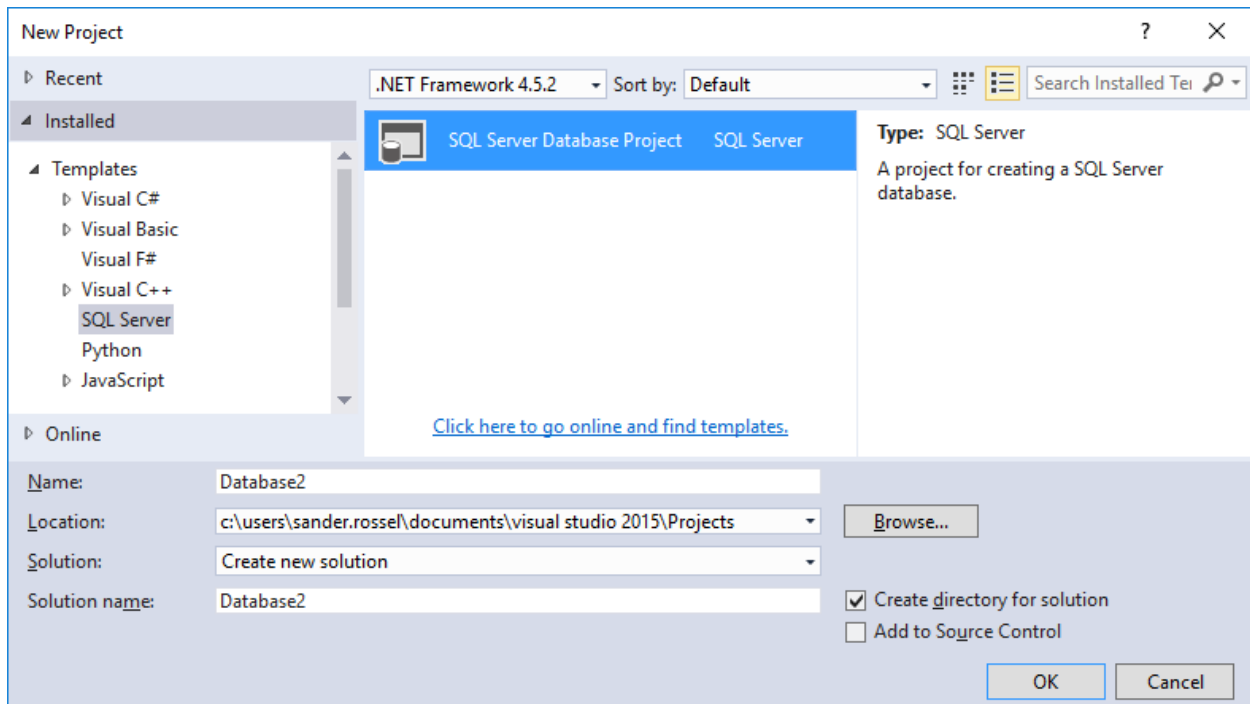 New Project
?
Recent
.NET Framework 4.5.2
Sort by:
Default
Search Installed Te
Installed
Templates
Visual C#
Visual Basic
Visual F#
Visual C++
SQL Server
Python
JavaScript
Online
SQL Server Database Project
SQL Server
Click here to go online and find templates.
Type: SQL Server
A project for creating a SQL Server
database.
Name:
Database2
Location:
c:\users\sander.rossel\documents\visual studio 2015\Projects
Browse...
Solution:
Create new solution
Solution name:
Database2
Create directory for solution
Add to Source Control
OK
Cancel